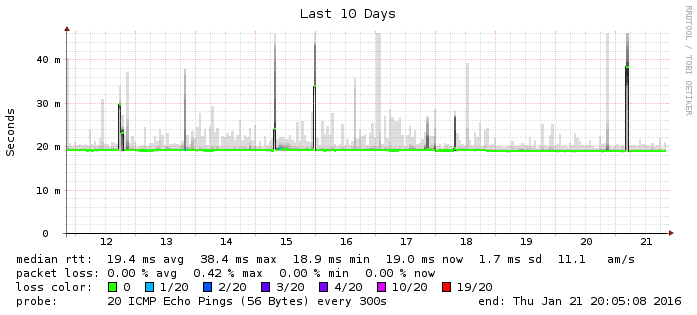 Last 10 Days
RRDTOOL / TOBI OETIKER
Seconds
40 m
30 m
20 m
10 m
0
12 13 14 15 16 17 18 19 20 21
median rtt: 19.4 ms avg 38.4 ms max 18.9 ms min 19.0 ms now 1.7 ms sd 11.1 am/s
packet loss: 0.00 % avg 0.42 % max 0.00 % min 0.00 % now
loss color: 0 1/20 2/20 3/20 4/20 10/20 19/20
probe: 20 ICMP Echo Pings (56 Bytes) every 300s end: Thu Jan 21 20:05:08 2016